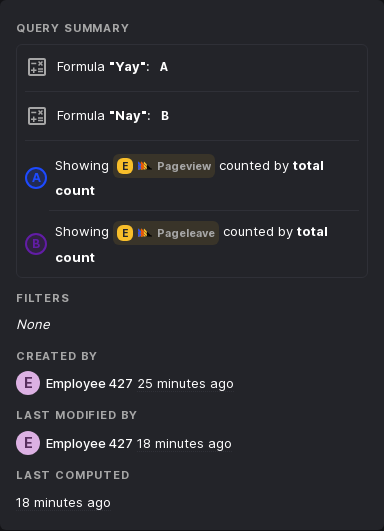 QUERY SUMMARY
Formula "Yay": A
Formula "Nay": B
A Showing E Pageview counted by total
count
B Showing E Pageleave counted by total
count
FILTERS
None
CREATED BY
E Employee 427 25 minutes ago
LAST MODIFIED BY
E Employee 427 18 minutes ago
LAST COMPUTED
18 minutes ago